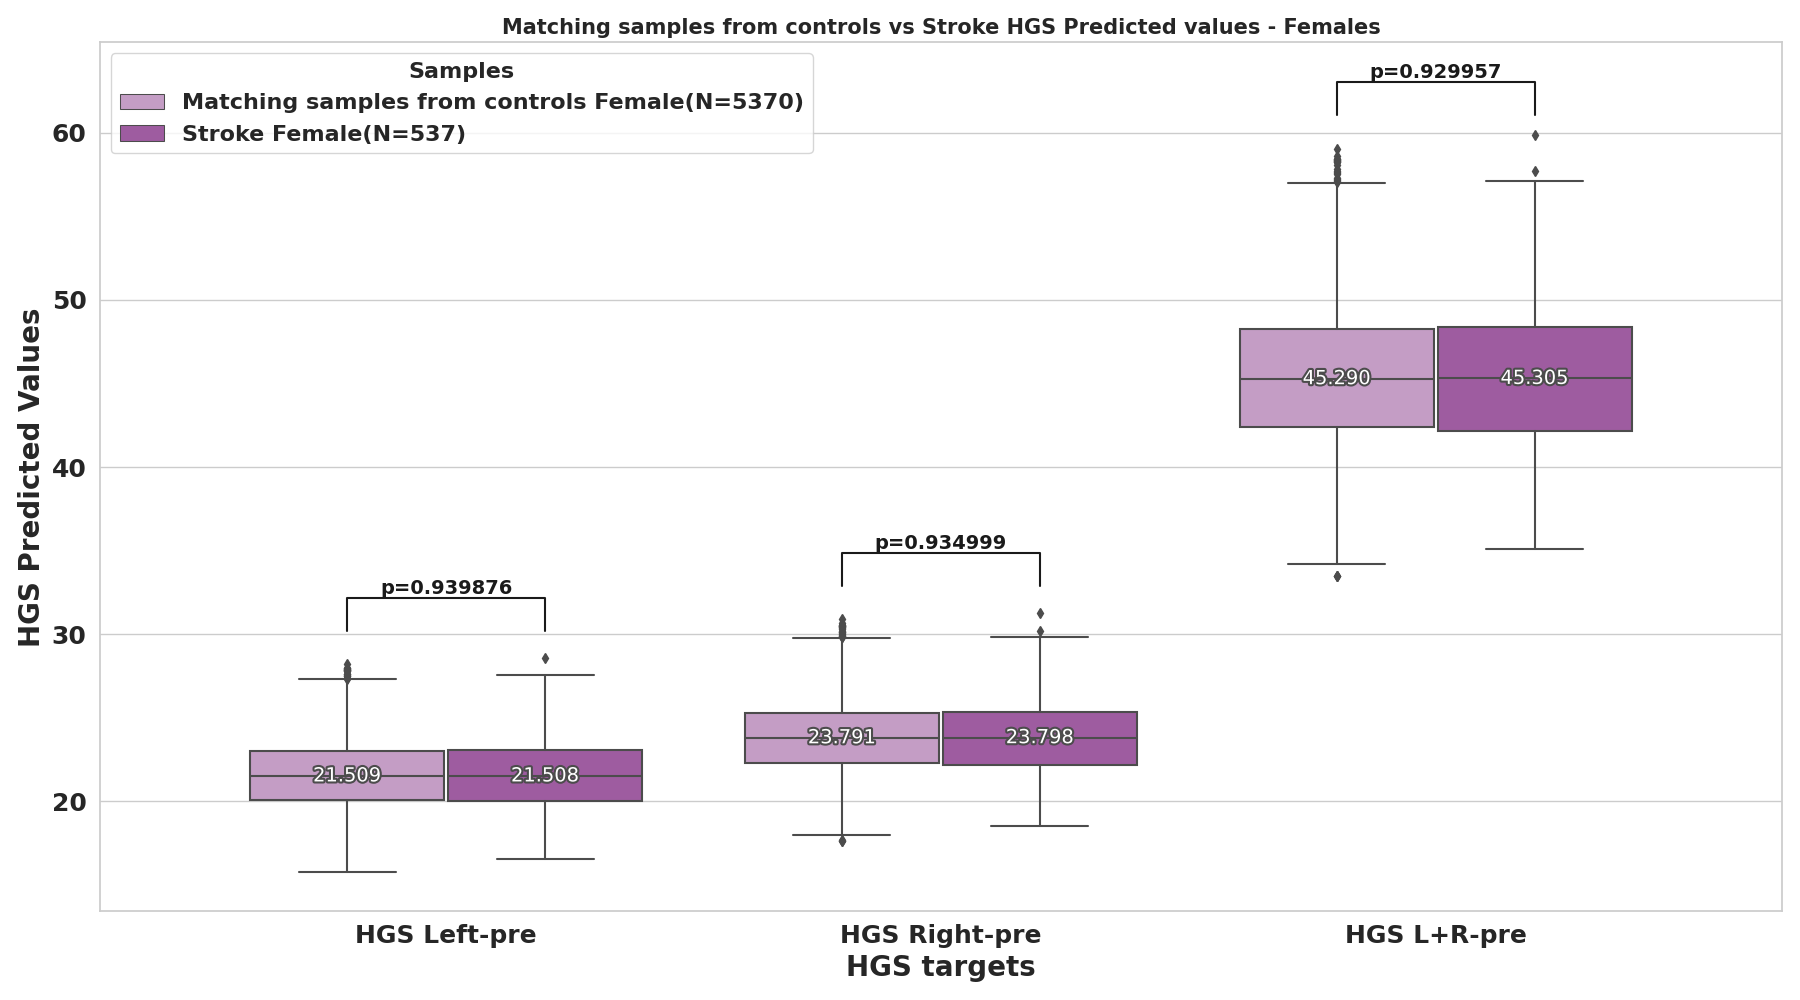 Matching samples from controls vs Stroke HGS Predicted values - Females
Samples
Matching samples from controls Female(N=5370)
Stroke Female(N=537)
HGS Predicted Values
60
50
40
30
20
p=0.939876
p=0.934999
p=0.929957
21.509
21.508
23.791
23.798
45.290
45.305
HGS Left-pre
HGS Right-pre
HGS L+R-pre
HGS targets